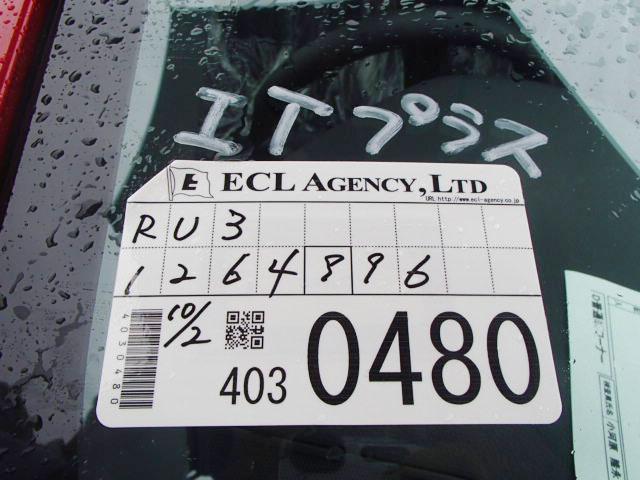 ITプラス
E ECL AGENCY, LTD
URL http://www.ecl-agency.co.jp
RU3
1264896
10/2
4030480
403 0480